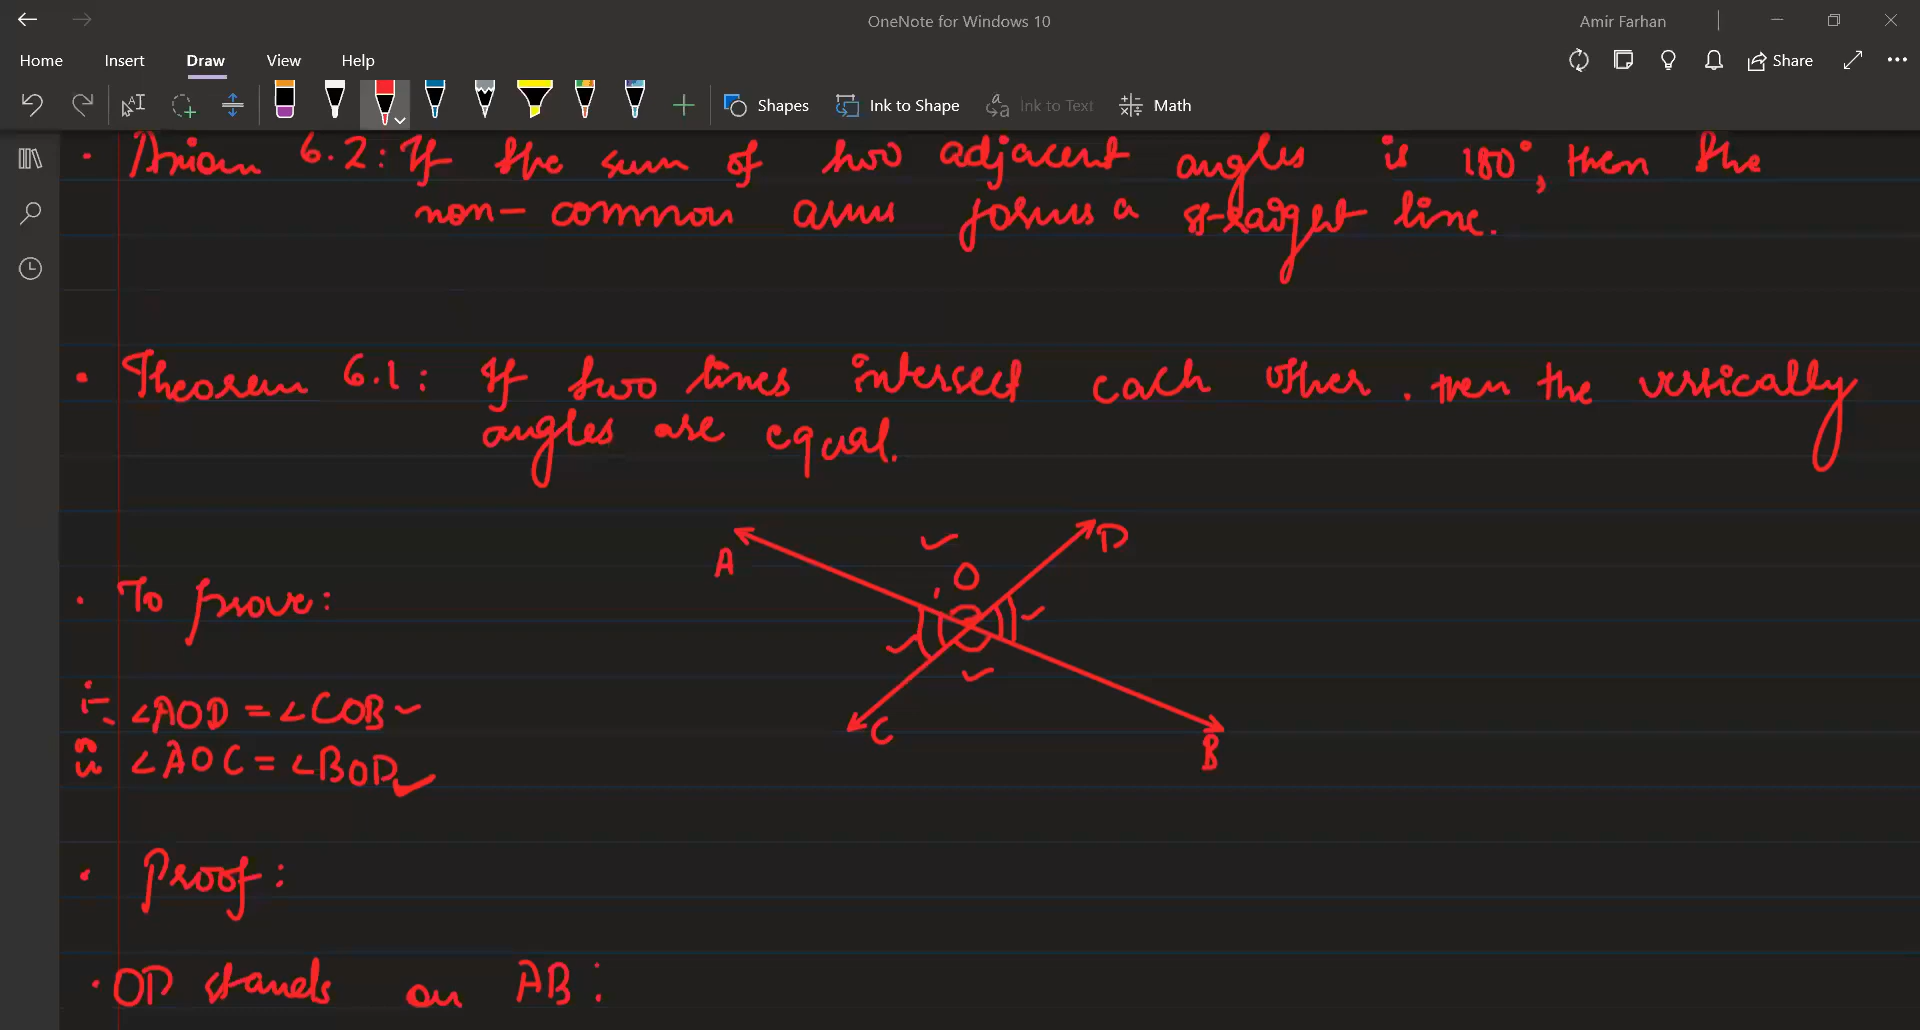 OneNote for Windows 10
Amir Farhan
Home Insert Draw View Help
Share
Shapes Ink to Shape Ink to Text Math
• Axiom 6.2: If the sum of two adjacent angles is 180°, then the
non-common arms forms a straight line.
• Theorem 6.1: If two lines intersect each other. then the vertically
angles are equal.
A O D
• To prove:
C B
i- ∠AOD = ∠COB
ii ∠AOC = ∠BOD
• Proof:
• OD stands on AB: